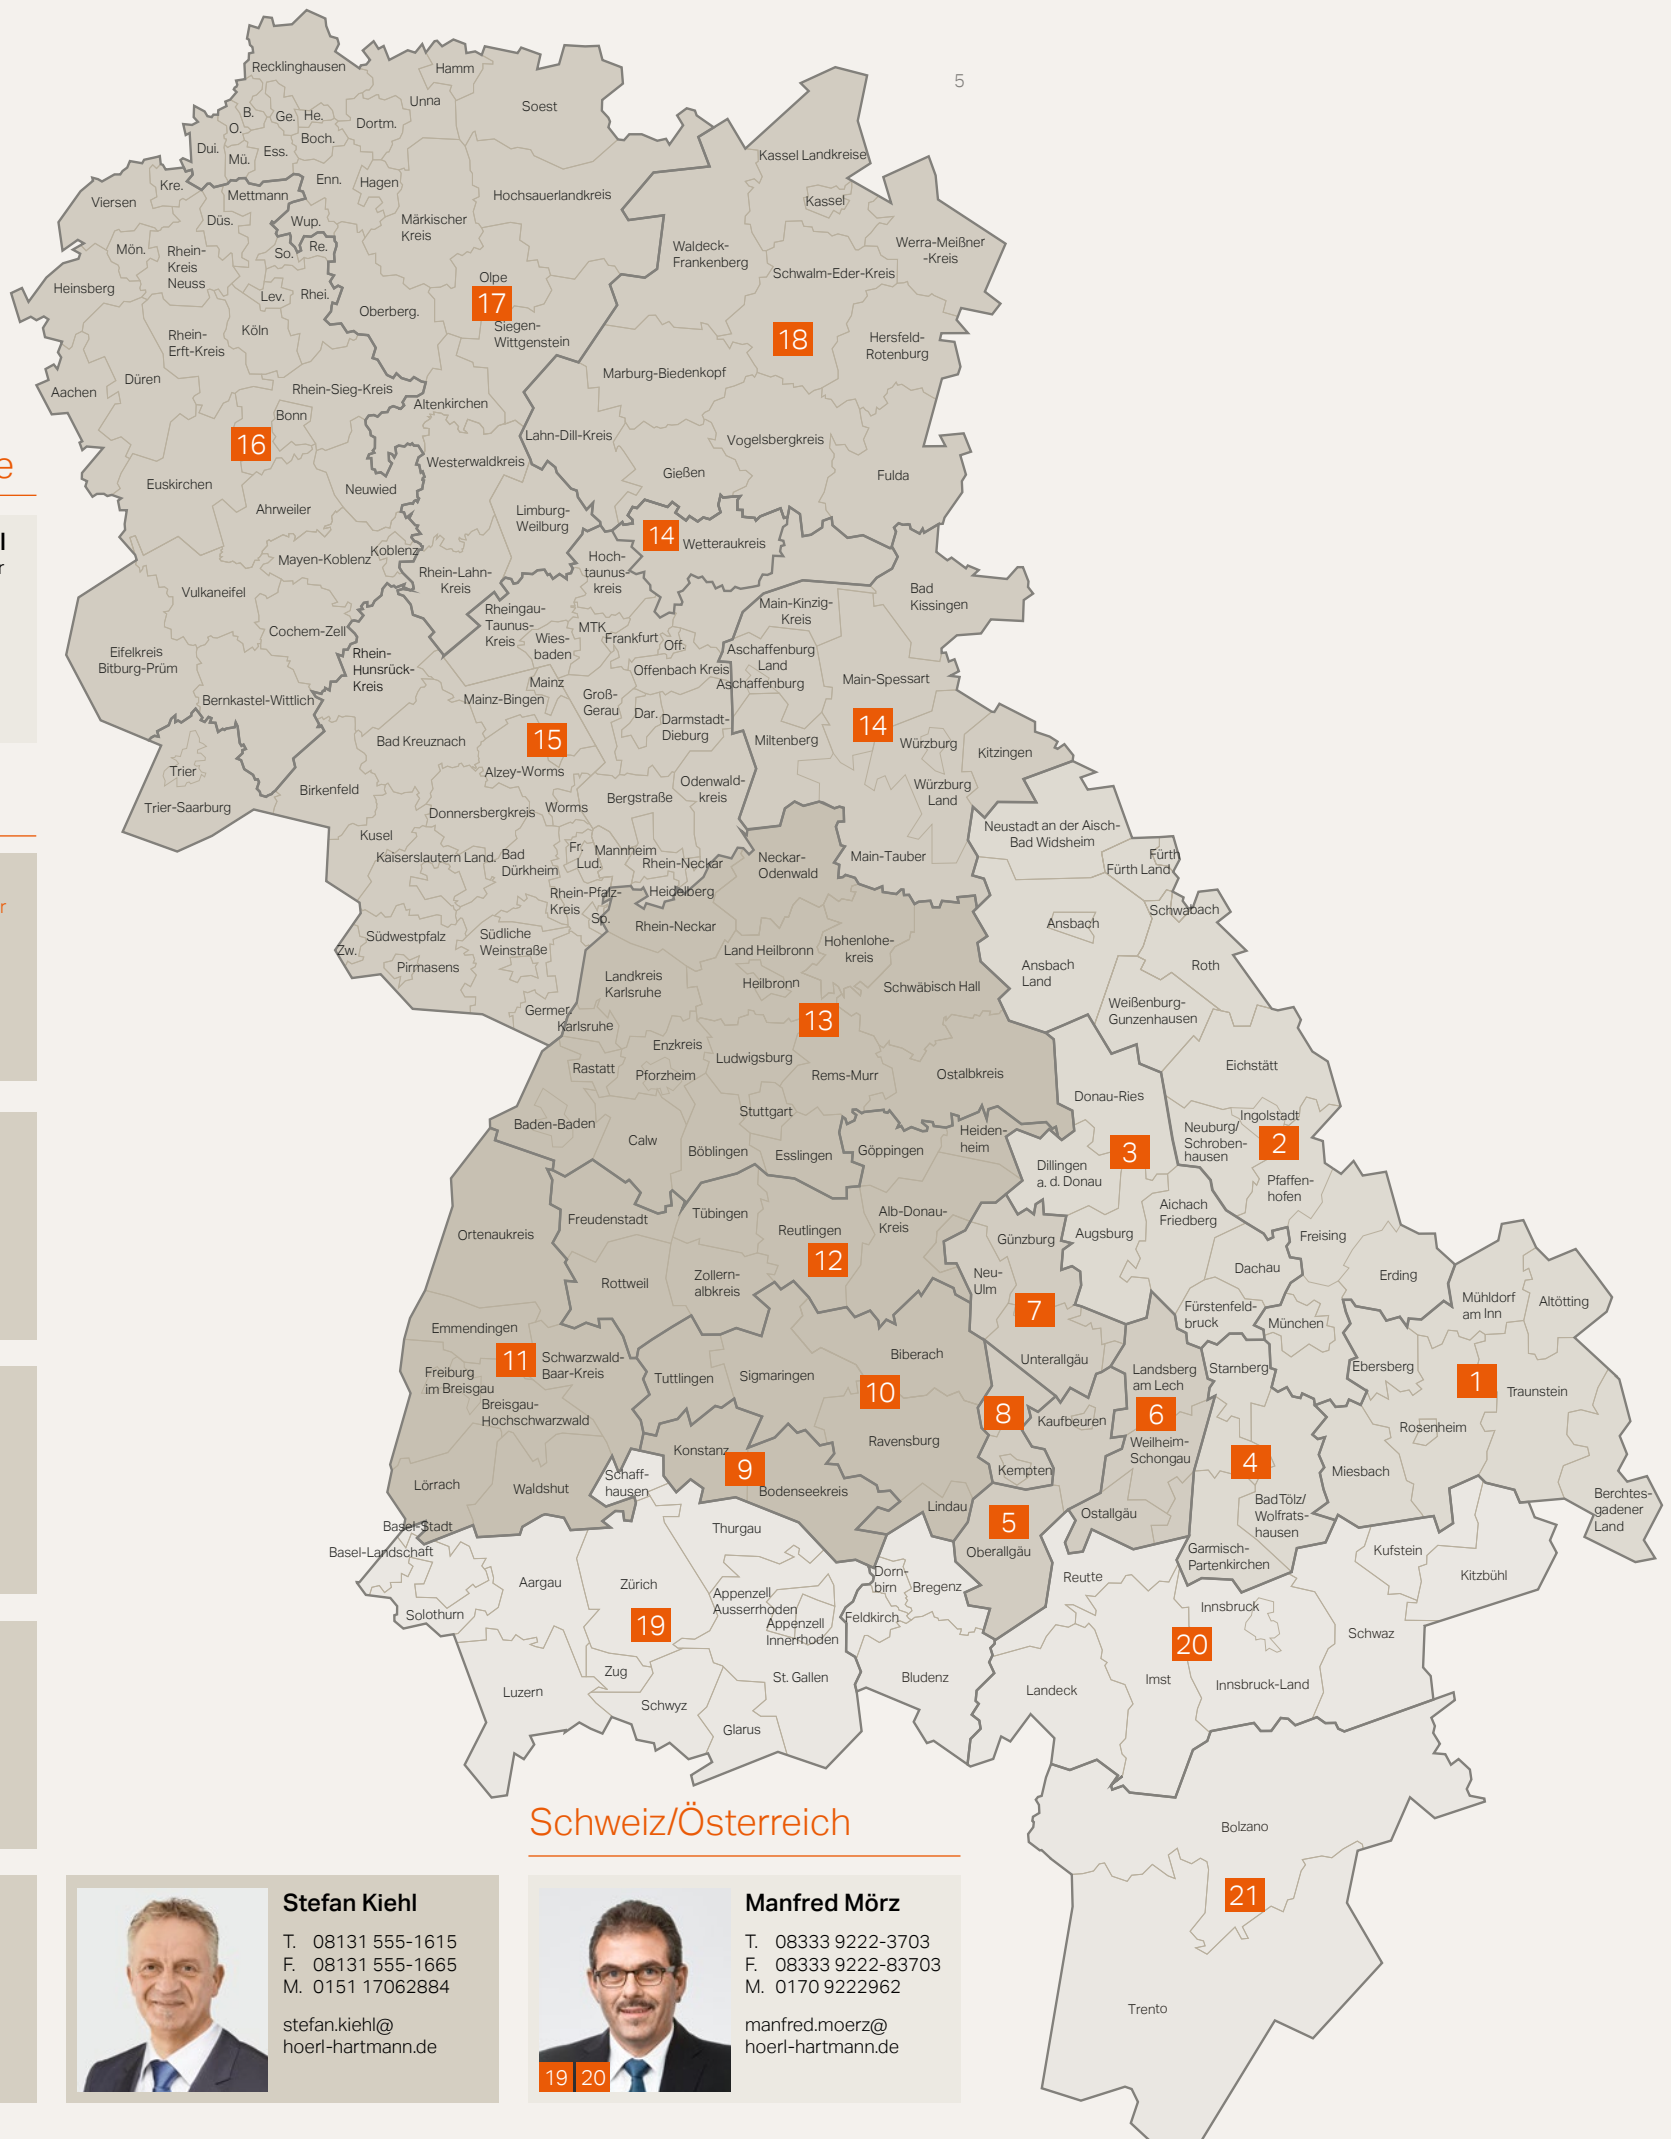 5
Recklinghausen
Hamm
Unna
Soest
B.
Ge.
He.
O.
Dortm.
Boch.
Dui.
Mü.
Ess.
Kassel Landkreise
Kre.
Enn.
Hagen
Viersen
Mettmann
Hochsauerlandkreis
Kassel
Düs.
Wup.
Märkischer
Kreis
Mön.
Rhein-
Kreis
Neuss
So.
Re.
Waldeck-
Frankenberg
Werra-Meißner
-Kreis
Schwalm-Eder-Kreis
Heinsberg
Lev.
Rhei.
Olpe
17
Oberberg.
Siegen-
Wittgenstein
18
Köln
Rhein-
Erft-Kreis
Hersfeld-
Rotenburg
Düren
Aachen
Rhein-Sieg-Kreis
Marburg-Biedenkopf
Bonn
Altenkirchen
16
Lahn-Dill-Kreis
Vogelsbergkreis
e
Westerwaldkreis
Gießen
Fulda
Euskirchen
Neuwied
Ahrweiler
Limburg-
Weilburg
l
r
14
Wetteraukreis
Mayen-Koblenz
Koblenz
Hoch-
taunus-
kreis
Rhein-Lahn-
Kreis
Vulkaneifel
Bad
Kissingen
Rheingau-
Taunus-
Kreis
Main-Kinzig-
Kreis
Cochem-Zell
MTK
Wies-
baden
Frankfurt
Off.
Eifelkreis
Bitburg-Prüm
Rhein-
Hunsrück-
Kreis
Offenbach Kreis
Aschaffenburg
Land
Aschaffenburg
Main-Spessart
Mainz
Bernkastel-Wittlich
Mainz-Bingen
Groß-
Gerau
Dar.
Darmstadt-
Dieburg
14
15
Bad Kreuznach
Miltenberg
Würzburg
Kitzingen
Trier
Alzey-Worms
Odenwald-
kreis
Würzburg
Land
Birkenfeld
Bergstraße
Trier-Saarburg
Donnersbergkreis
Worms
Kusel
Neustadt an der Aisch-
Bad Widsheim
Kaiserslautern Land.
Bad
Dürkheim
Fr.
Lud.
Mannheim
Rhein-Neckar
Neckar-
Odenwald
Main-Tauber
Fürth
Fürth Land
Rhein-Pfalz-
Kreis
Heidelberg
r
Sp.
Schwabach
Ansbach
Rhein-Neckar
Südwestpfalz
Südliche
Weinstraße
Zw.
Land Heilbronn
Hohenlohe-
kreis
Pirmasens
Landkreis
Karlsruhe
Heilbronn
Schwäbisch Hall
Ansbach
Land
Roth
Germer.
Karlsruhe
13
Weißenburg-
Gunzenhausen
Enzkreis
Ludwigsburg
Rastatt
Pforzheim
Rems-Murr
Ostalbkreis
Eichstätt
Donau-Ries
Baden-Baden
Stuttgart
Calw
Böblingen
Esslingen
Göppingen
Heiden-
heim
Ingolstadt
Neuburg/
Schroben-
hausen
2
3
Dillingen
a. d. Donau
Pfaffen-
hofen
Aichach
Friedberg
Ortenaukreis
Freudenstadt
Tübingen
Reutlingen
Alb-Donau-
Kreis
12
Günzburg
Augsburg
Freising
Rottweil
Zollern-
albkreis
Neu-
Ulm
Dachau
Erding
7
Fürstenfeld-
bruck
München
Mühldorf
am Inn
Altötting
Emmendingen
11
Schwarzwald-
Baar-Kreis
Freiburg
im Breisgau
Breisgau-
Hochschwarzwald
Tuttlingen
Sigmaringen
Biberach
10
Unterallgäu
Landsberg
am Lech
Starnberg
Ebersberg
1
Traunstein
8
Kaufbeuren
6
Rosenheim
Ravensburg
Weilheim-
Schongau
4
Konstanz
9
Kempten
Miesbach
Lörrach
Waldshut
Schaff-
hausen
Bodenseekreis
Lindau
5
Ostallgäu
Bad Tölz/
Wolfrats-
hausen
Berchtes-
gadener
Land
Basel-Stadt
Thurgau
Basel-Landschaft
Oberallgäu
Garmisch-
Partenkirchen
Kufstein
Kitzbühl
Aargau
Zürich
Dorn-
birn
Bregenz
Reutte
Appenzell
Ausserrhoden
Appenzell
Innerrhoden
Solothurn
19
Feldkirch
Innsbruck
20
Schwaz
Zug
Luzern
St. Gallen
Bludenz
Landeck
Imst
Innsbruck-Land
Schwyz
Glarus
Schweiz/Österreich
Bolzano
21
Trento
Stefan Kiehl
T. 08131 555-1615
F. 08131 555-1665
M. 0151 17062884
stefan.kiehl@
hoerl-hartmann.de
Manfred Mörz
T. 08333 9222-3703
F. 08333 9222-83703
M. 0170 9222962
manfred.moerz@
hoerl-hartmann.de
19 20